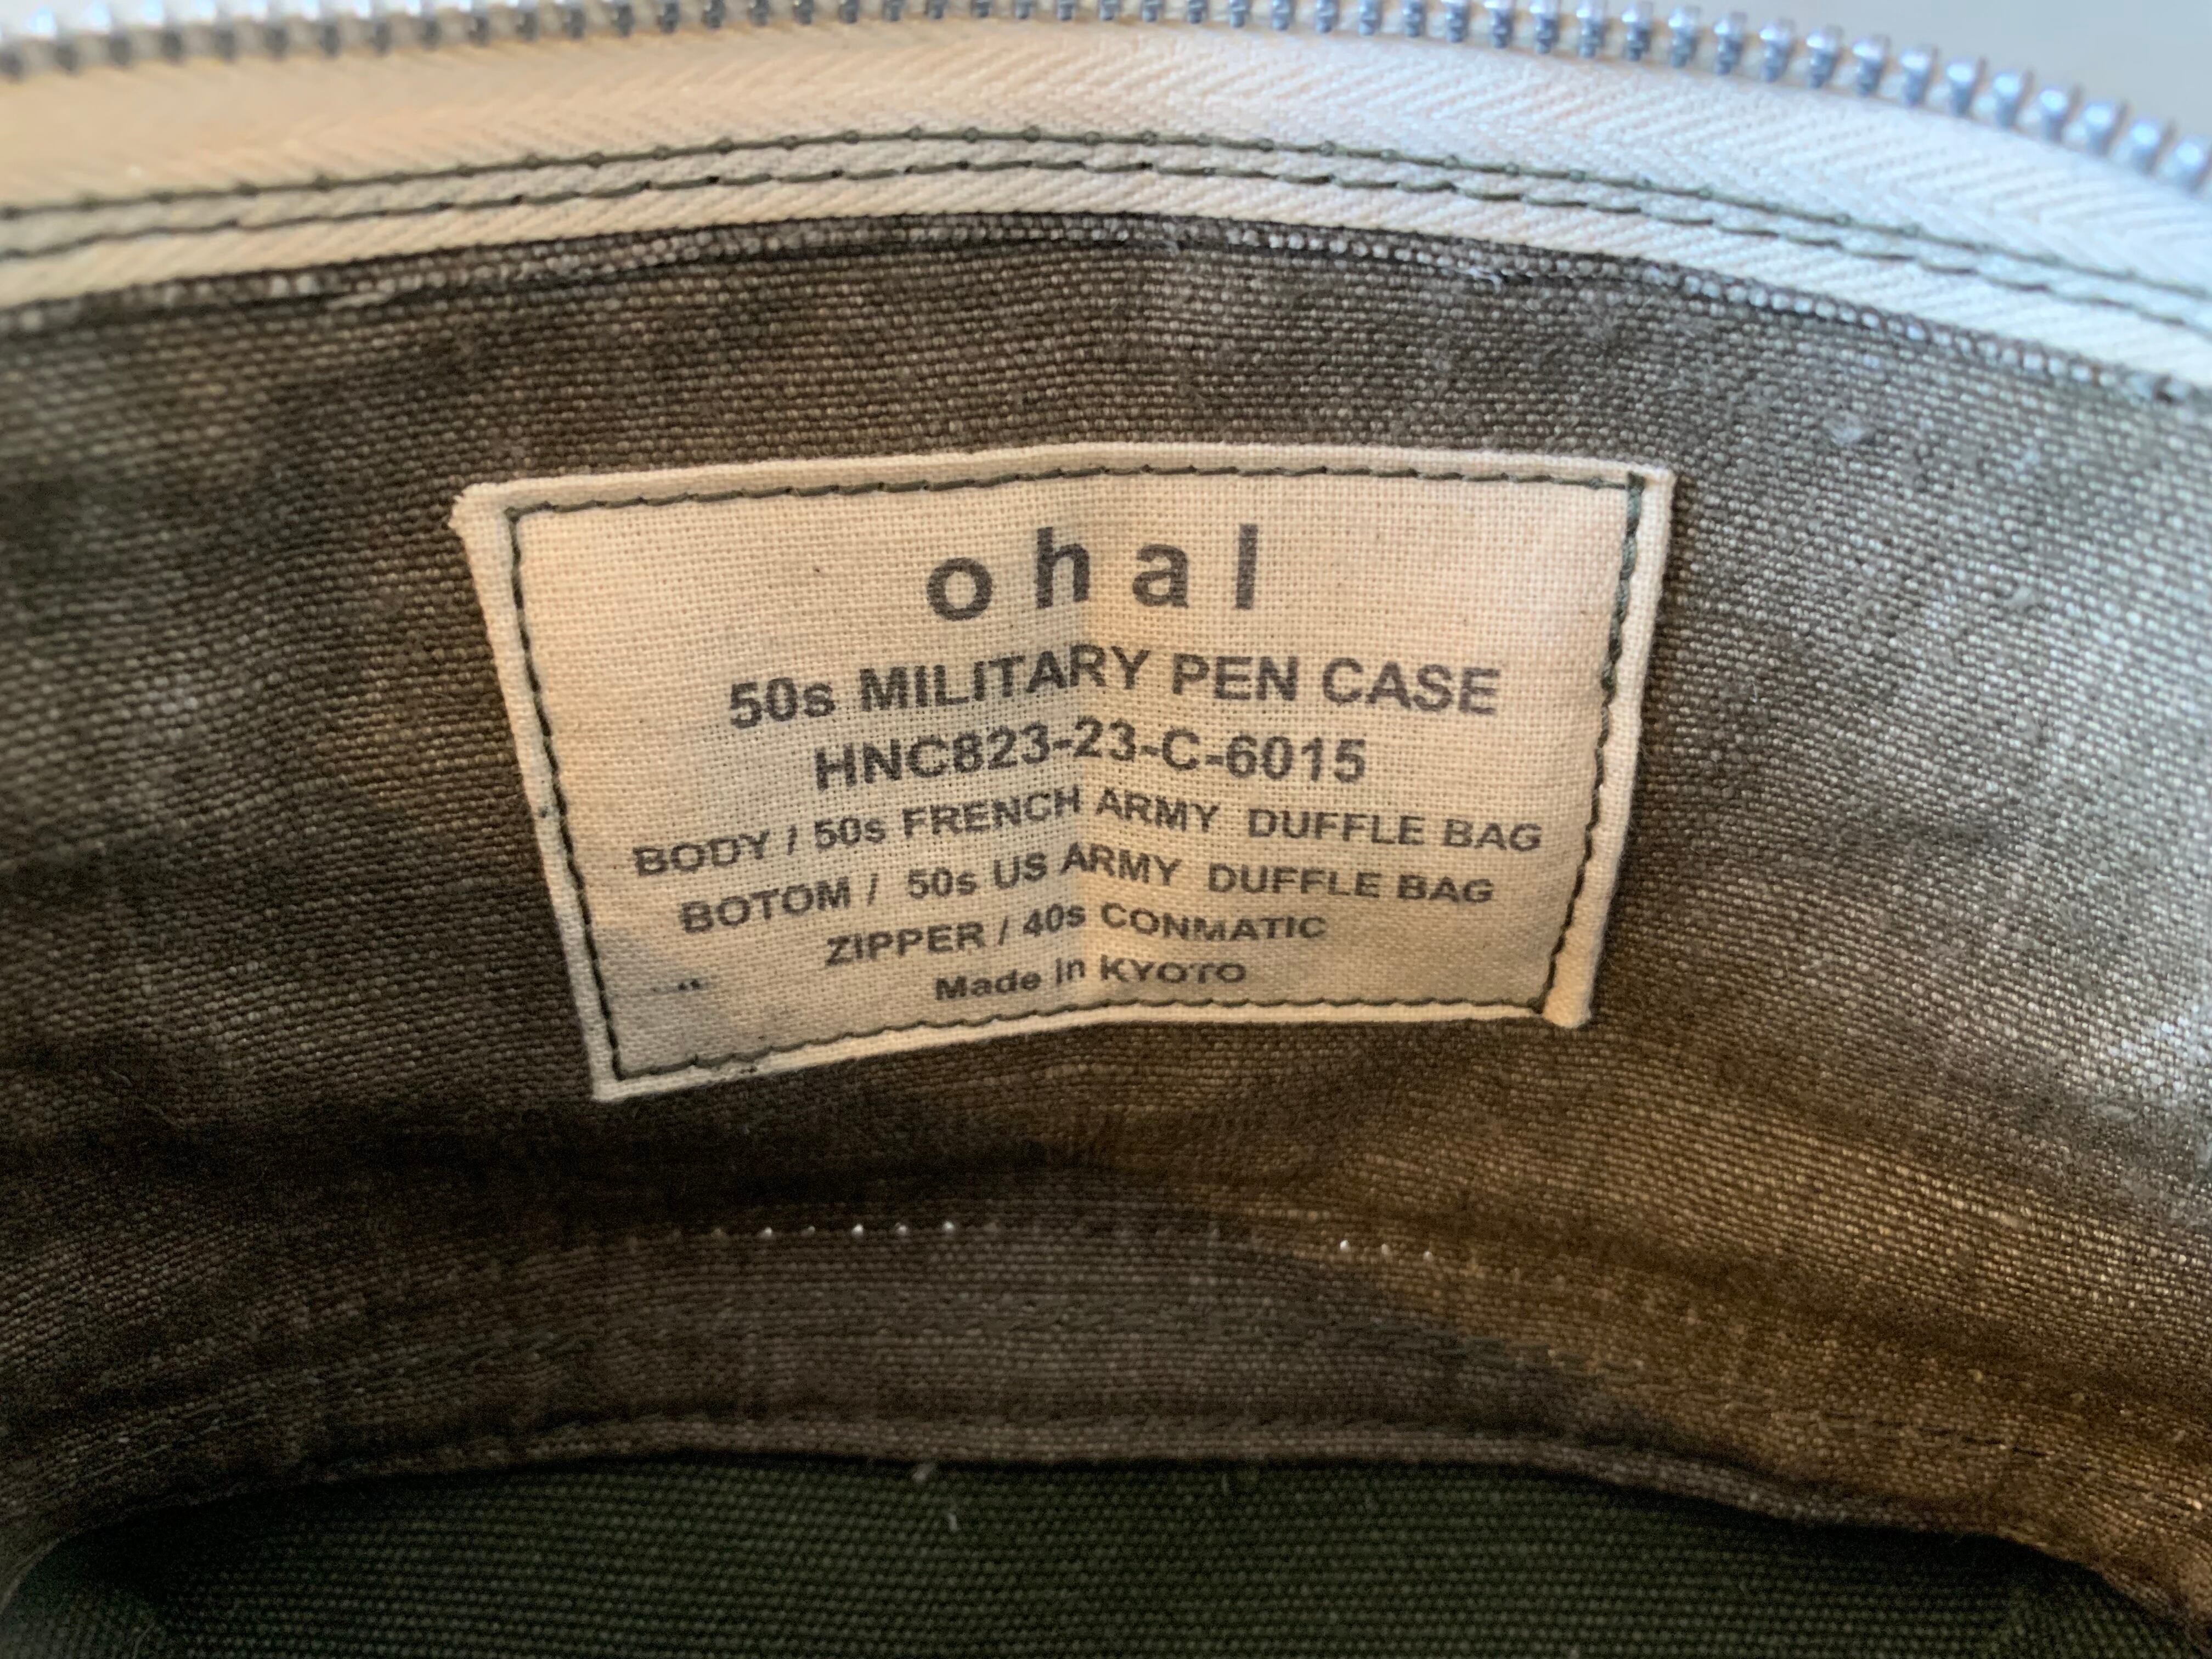 ohal
50s MILITARY PEN CASE
HNC823-23-C-6015
BODY / 50s FRENCH ARMY DUFFLE BAG
BOTOM / 50s US ARMY DUFFLE BAG
ZIPPER / 40s CONMATIC
Made in KYOTO